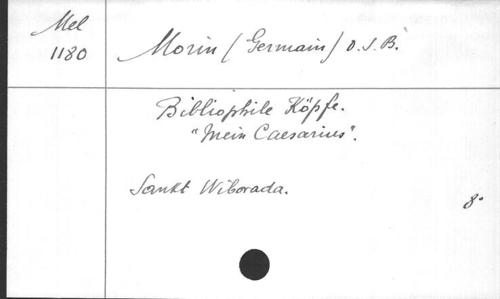 Mel
1180
Morin (Germain) O.S.B.
Bibliophile Köpfe.
"Mein Caesarius".
Sankt Wiborada.
8°